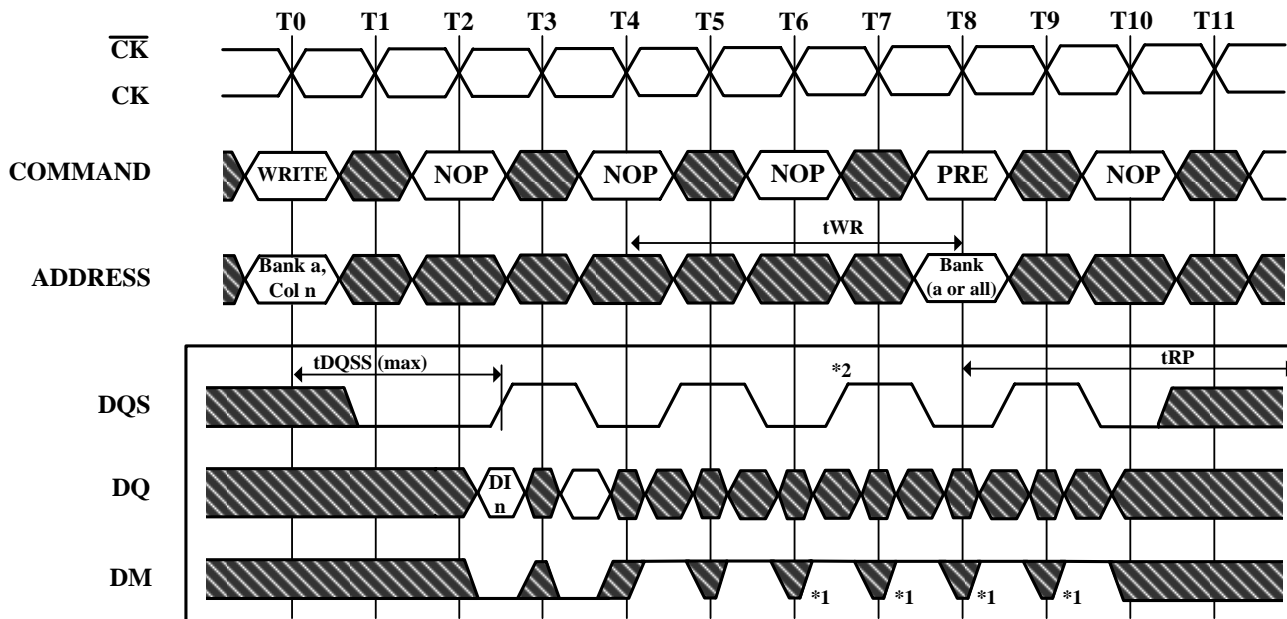 T0 T1 T2 T3 T4 T5 T6 T7 T8 T9 T10 T11
CK
CK
COMMAND WRITE NOP NOP NOP PRE NOP
tWR
ADDRESS Bank a, Col n Bank (a or all)
tDQSS (max) *2 tRP
DQS
DQ DI n
DM *1 *1 *1 *1